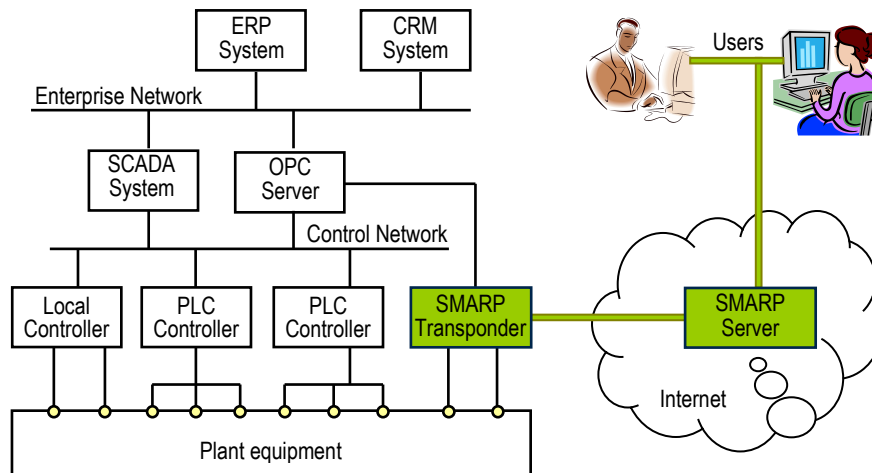 ERP
System
CRM
System
Users
Enterprise Network
SCADA
System
OPC
Server
Control Network
Local
Controller
PLC
Controller
PLC
Controller
SMARP
Transponder
SMARP
Server
Internet
Plant equipment